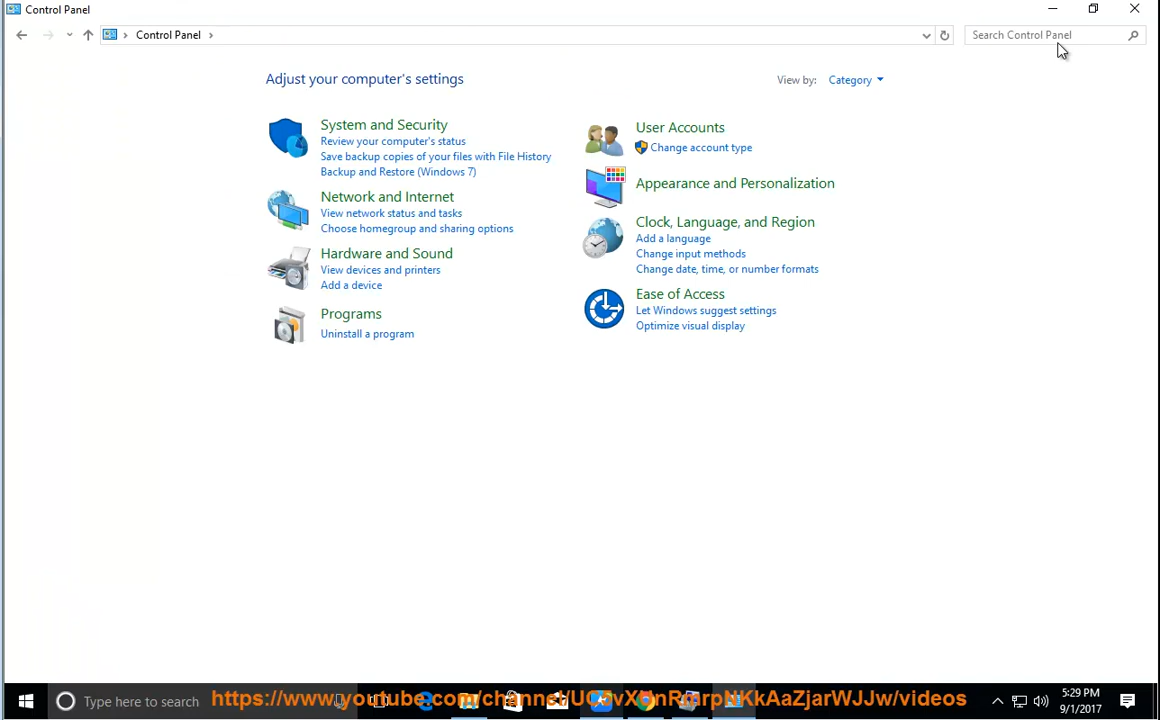 Control Panel
Control Panel
Search Control Panel
Adjust your computer's settings
View by: Category
System and Security
Review your computer's status
Save backup copies of your files with File History
Backup and Restore (Windows 7)
Network and Internet
View network status and tasks
Choose homegroup and sharing options
Hardware and Sound
View devices and printers
Add a device
Programs
Uninstall a program
User Accounts
Change account type
Appearance and Personalization
Clock, Language, and Region
Add a language
Change input methods
Change date, time, or number formats
Ease of Access
Let Windows suggest settings
Optimize visual display
Type here to search
5:29 PM
9/1/2017